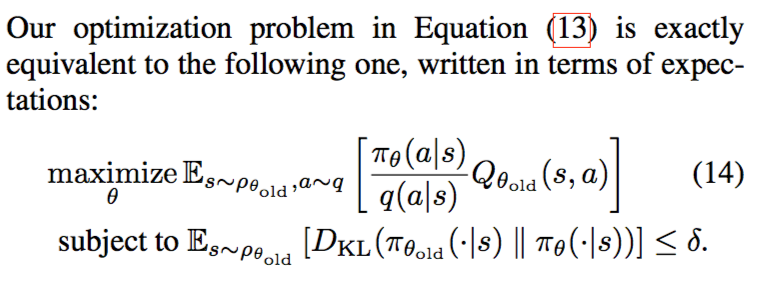 Our optimization problem in Equation (13) is exactly
equivalent to the following one, written in terms of expec-
tations:
maximize_θ 𝔼_{s∼ρ_{θ_old}, a∼q} [ π_θ(a|s) / q(a|s) Q_{θ_old}(s, a) ] (14)
subject to 𝔼_{s∼ρ_{θ_old}} [D_KL(π_{θ_old}(·|s) ∥ π_θ(·|s))] ≤ δ.